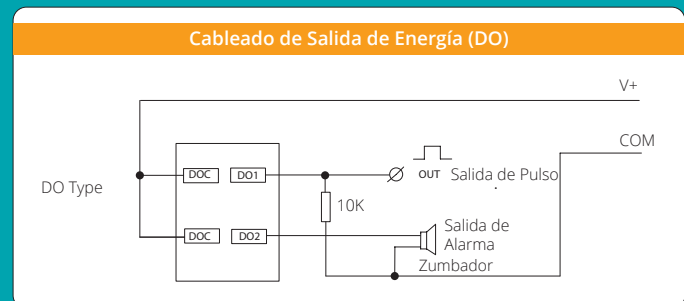 Cableado de Salida de Energía (DO)
V+
COM
DOC DO1
OUT Salida de Pulso
DO Type
10K
DOC DO2
Salida de
Alarma
Zumbador